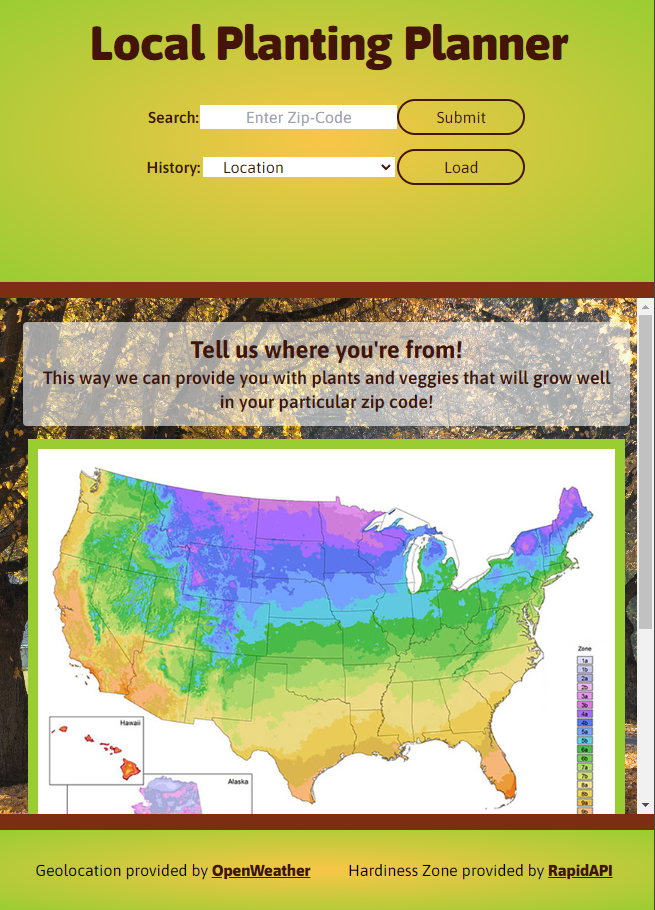 Local Planting Planner
Search: Enter Zip-Code Submit
History: Location Load
Tell us where you're from!
This way we can provide you with plants and veggies that will grow well
in your particular zip code!
Zone
1a
1b
2a
2b
3a
3b
4a
4b
5a
5b
6a
6b
7a
7b
8a
8b
9a
9b
Hawaii
Alaska
Geolocation provided by OpenWeather Hardiness Zone provided by RapidAPI